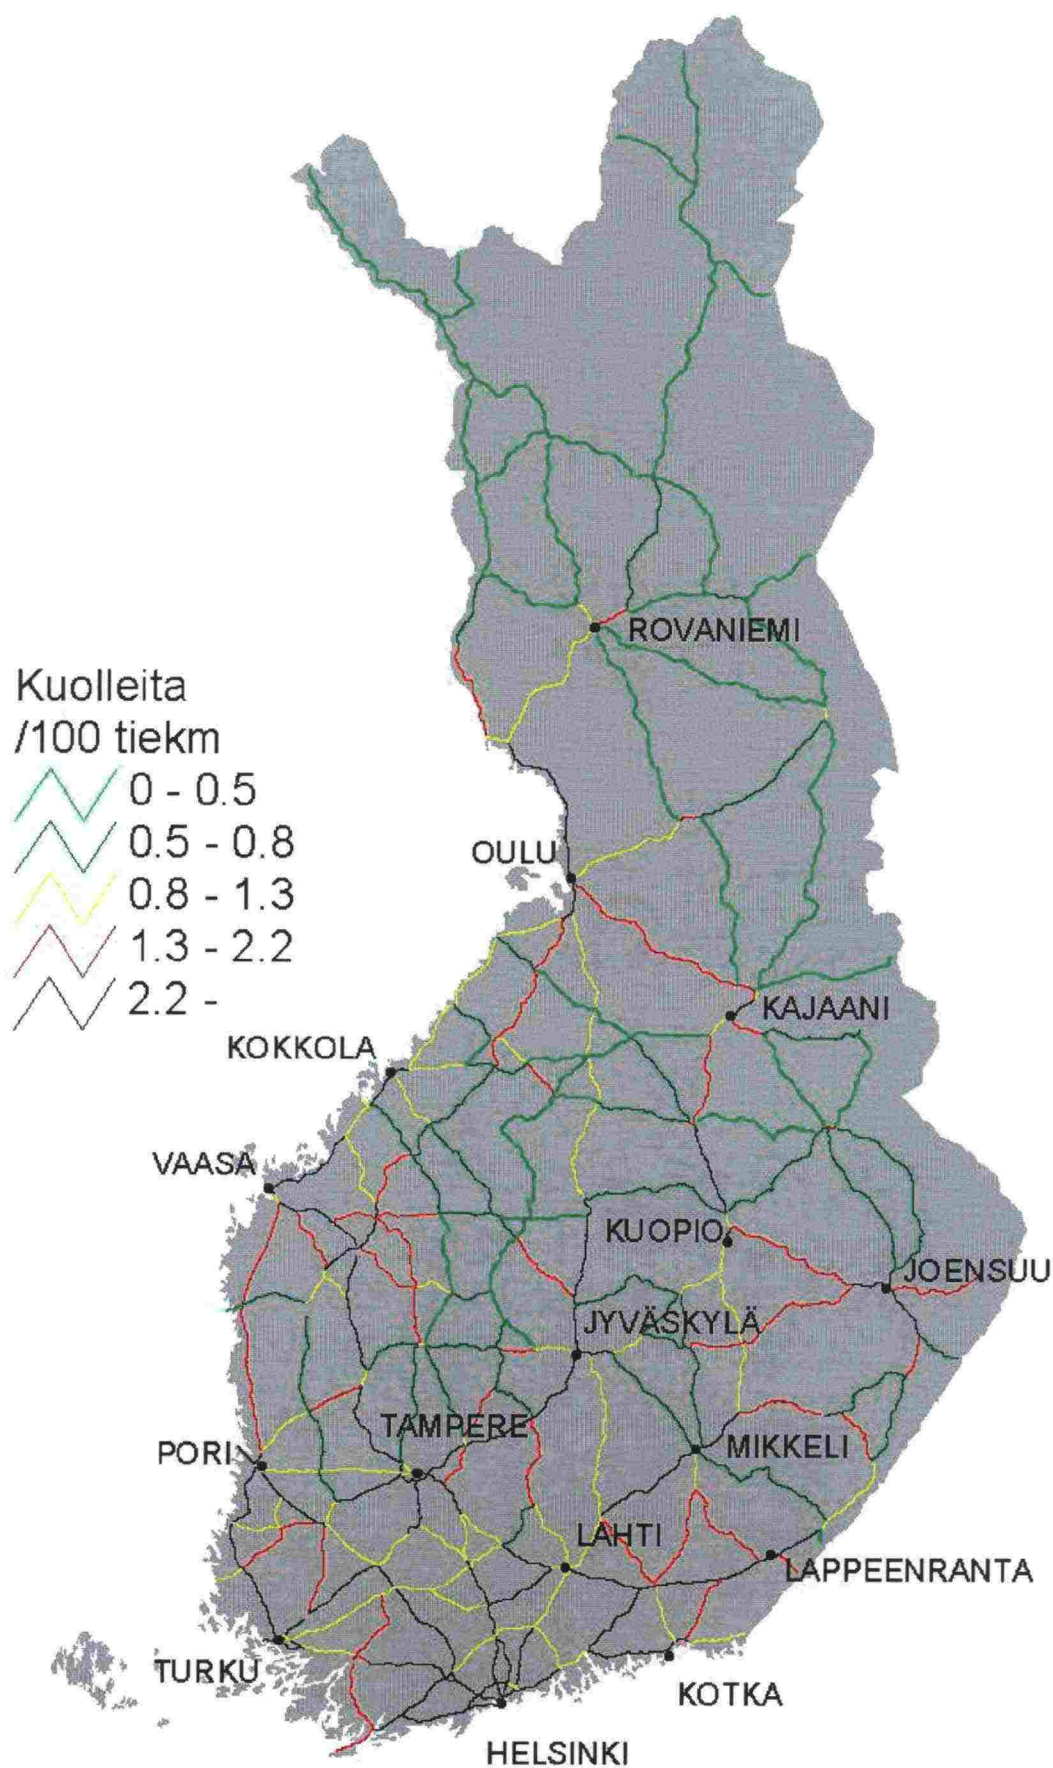 ROVANIEMI
Kuolleita
/100 tiekm
0 - 0.5
0.5 - 0.8
0.8 - 1.3
1.3 - 2.2
2.2 -
OULU
KAJAANI
KOKKOLA
VAASA
KUOPIO
JOENSUU
JYVÄSKYLÄ
TAMPERE
PORI
MIKKELI
LAHTI
LAPPEENRANTA
TURKU
KOTKA
HELSINKI